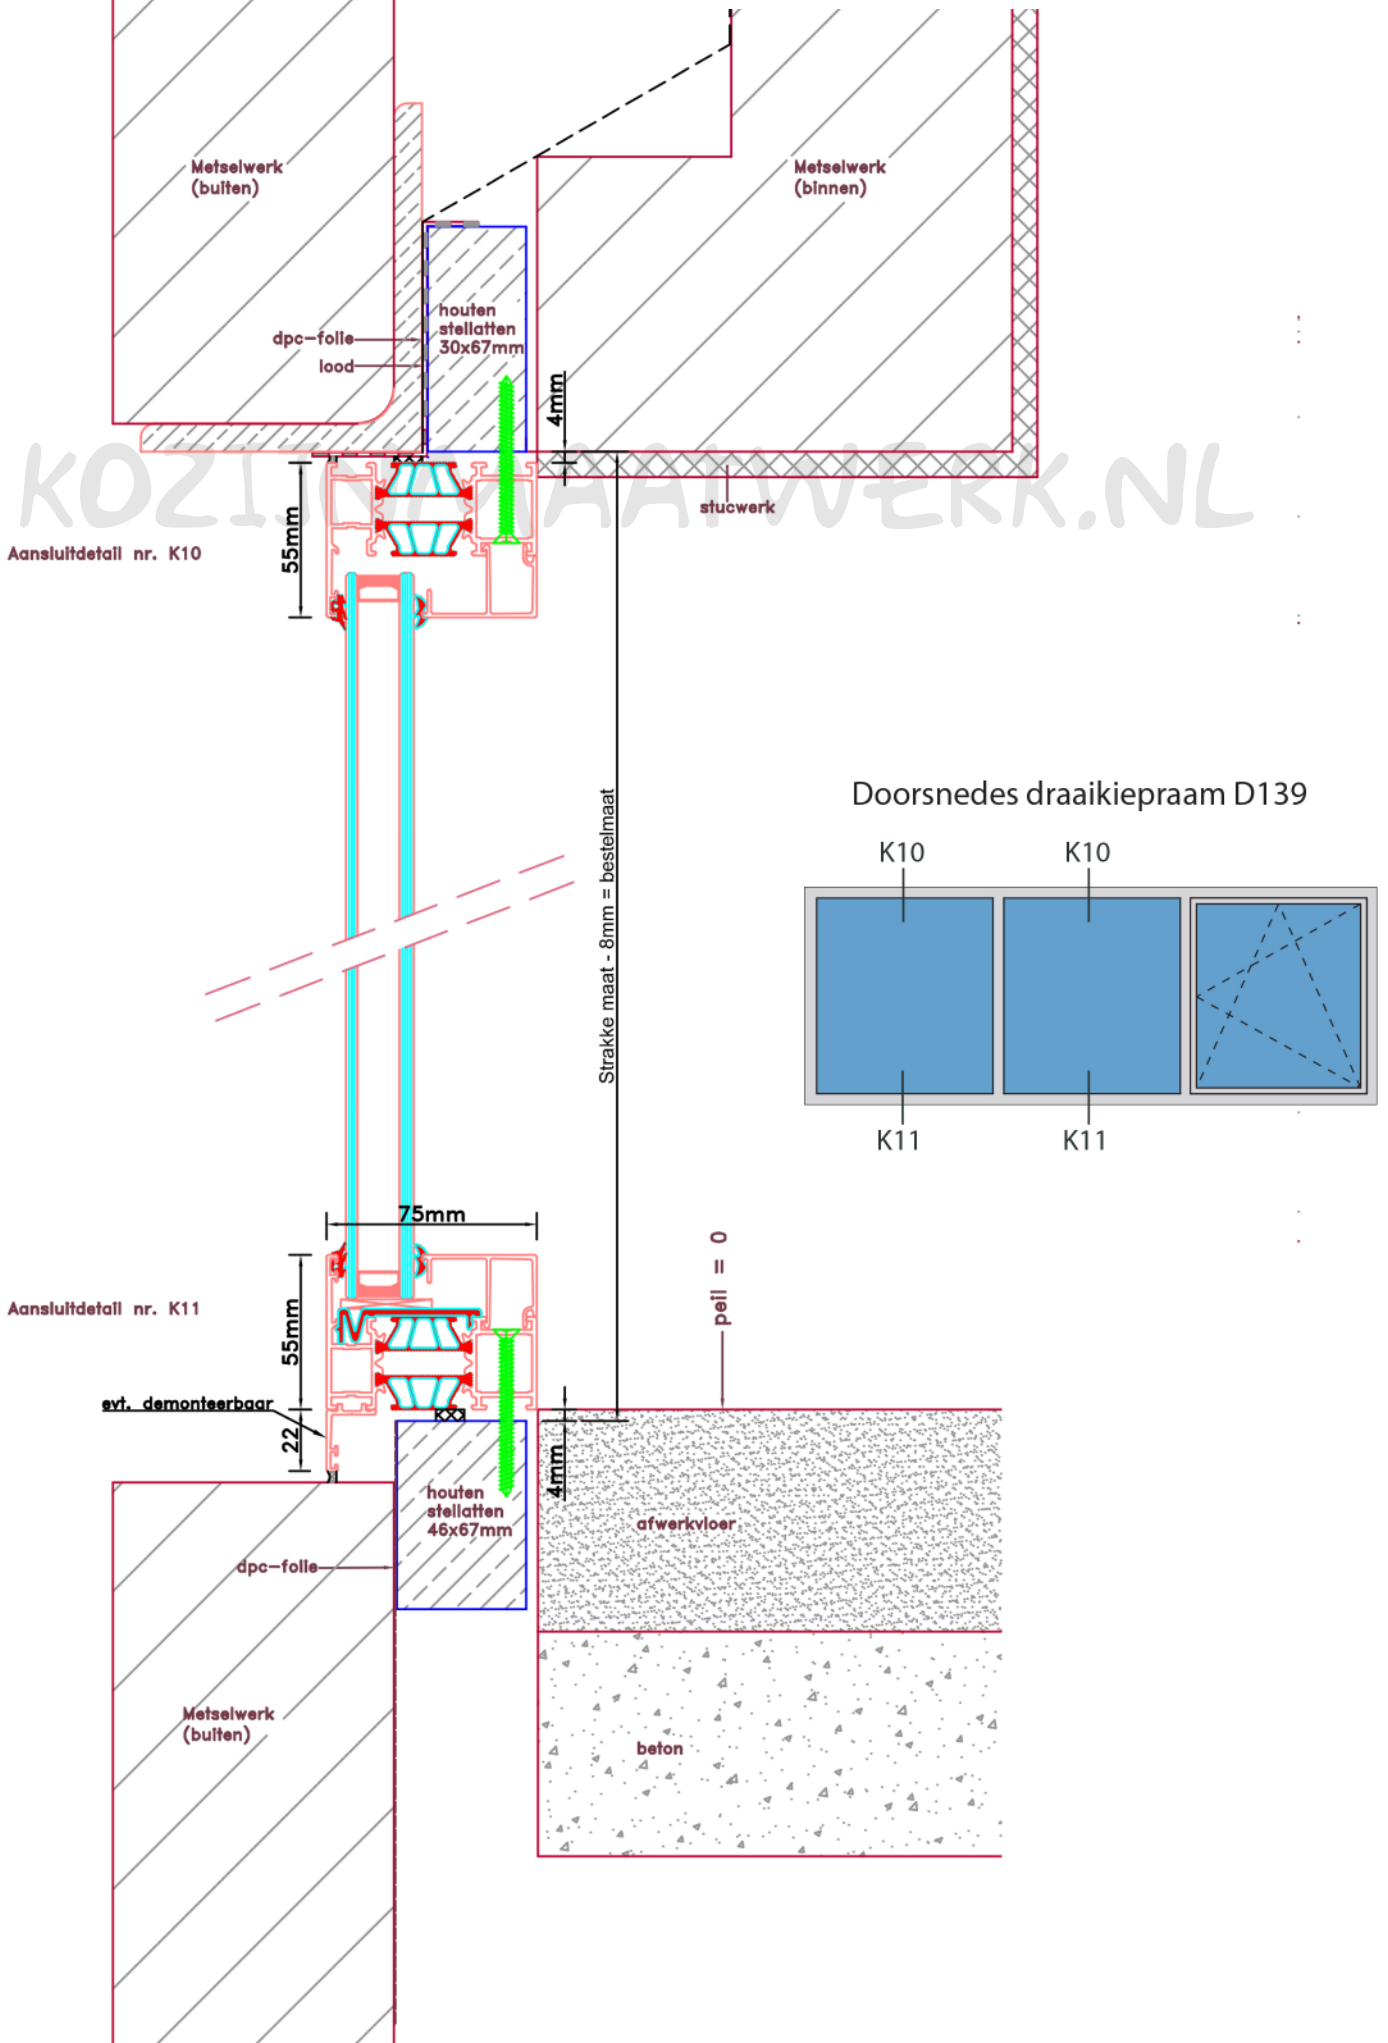 Metselwerk
(buiten)
Metselwerk
(binnen)
houten
stellatten
30x67mm
dpc-folie
lood
4mm
KOZIJNMAATWERK.NL
stucwerk
55mm
Aansluitdetail nr. K10
Strakke maat - 8mm = bestelmaat
Doorsnedes draaikiepraam D139
K10
K10
K11
K11
75mm
peil = 0
Aansluitdetail nr. K11
55mm
evt. demonteerbaar
22
4mm
houten
stellatten
46x67mm
afwerkvloer
dpc-folie
Metselwerk
(buiten)
beton